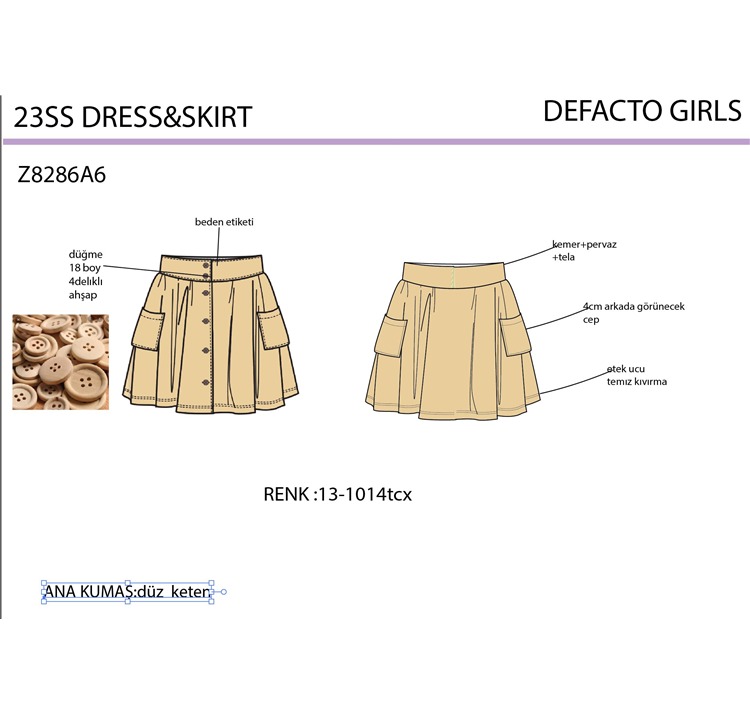 23SS DRESS&SKIRT
DEFACTO GIRLS
Z8286A6
beden etiketi
düğme
18 boy
4delikli
ahşap
kemer+pervaz
+tela
4cm arkada görünecek
cep
etek ucu
temız kıvırma
RENK :13-1014tcx
ANA KUMAŞ:düz keten